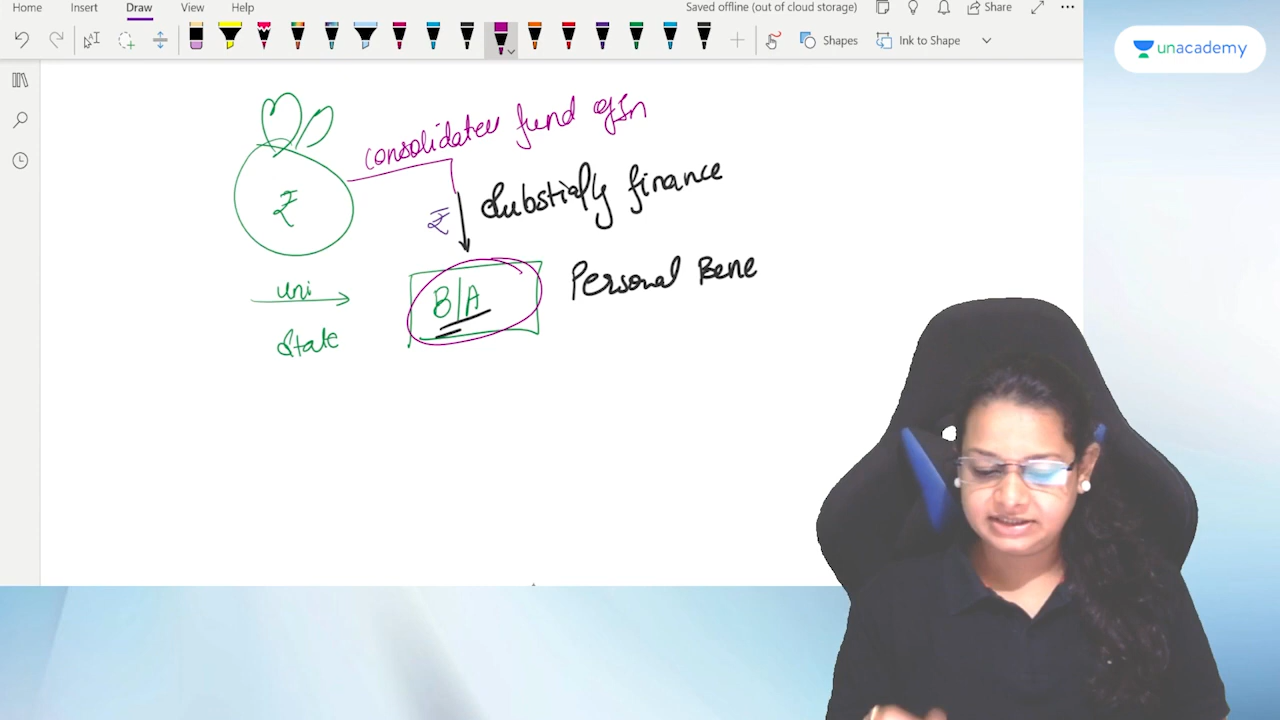 Home Insert Draw View Help Saved offline (out of cloud storage) Share
Shapes Ink to Shape
unacademy
consolidated fund of In
₹
₹ Substially finance
uni
B/A
Personal Bene
State